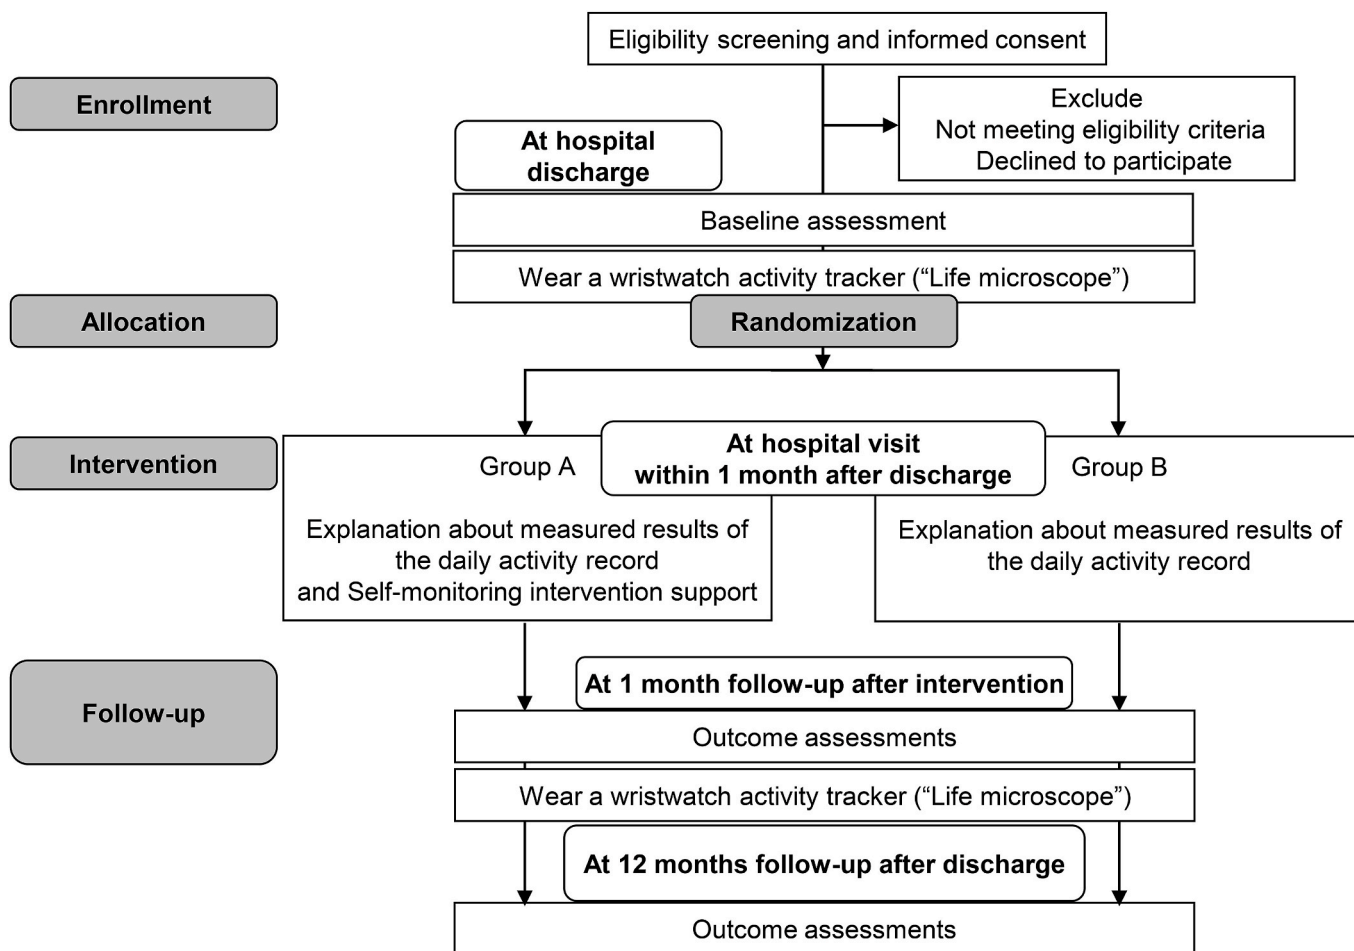 Eligibility screening and informed consent
Enrollment
Exclude
Not meeting eligibility criteria
Declined to participate
At hospital
discharge
Baseline assessment
Wear a wristwatch activity tracker (“Life microscope”)
Allocation
Randomization
Intervention
At hospital visit
within 1 month after discharge
Group A
Explanation about measured results of
the daily activity record
and Self-monitoring intervention support
Group B
Explanation about measured results of
the daily activity record
Follow-up
At 1 month follow-up after intervention
Outcome assessments
Wear a wristwatch activity tracker (“Life microscope”)
At 12 months follow-up after discharge
Outcome assessments